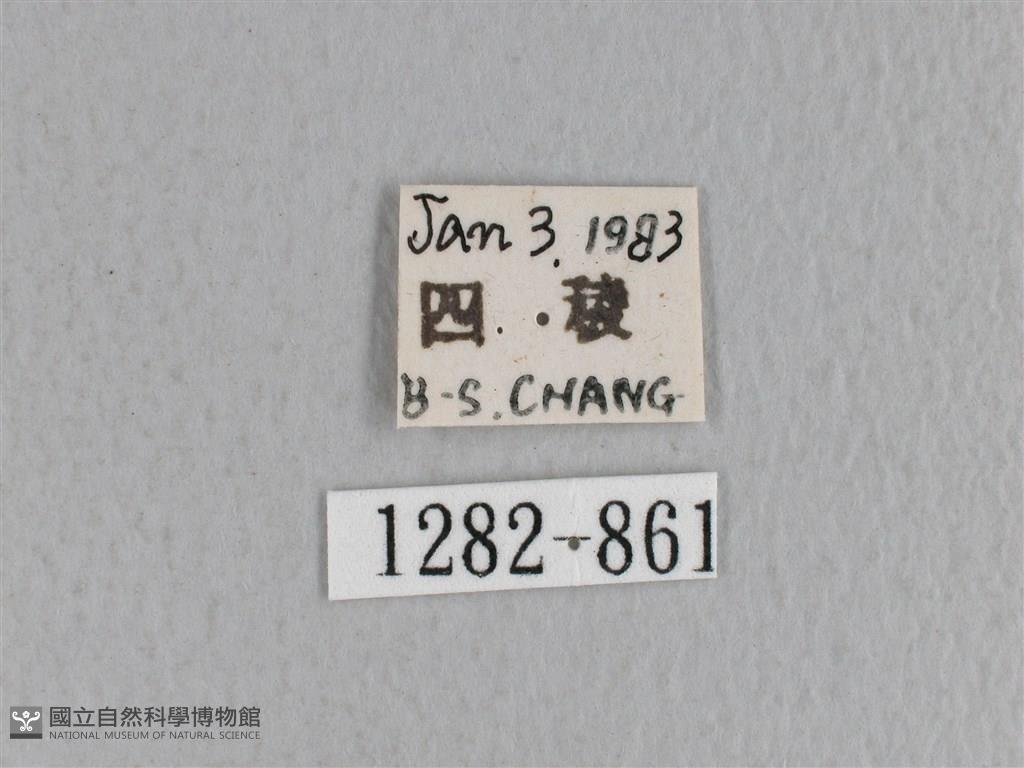 Jan 3. 1983
四 稜
B-S. CHANG
1282-861
國立自然科學博物館
NATIONAL MUSEUM OF NATURAL SCIENCE